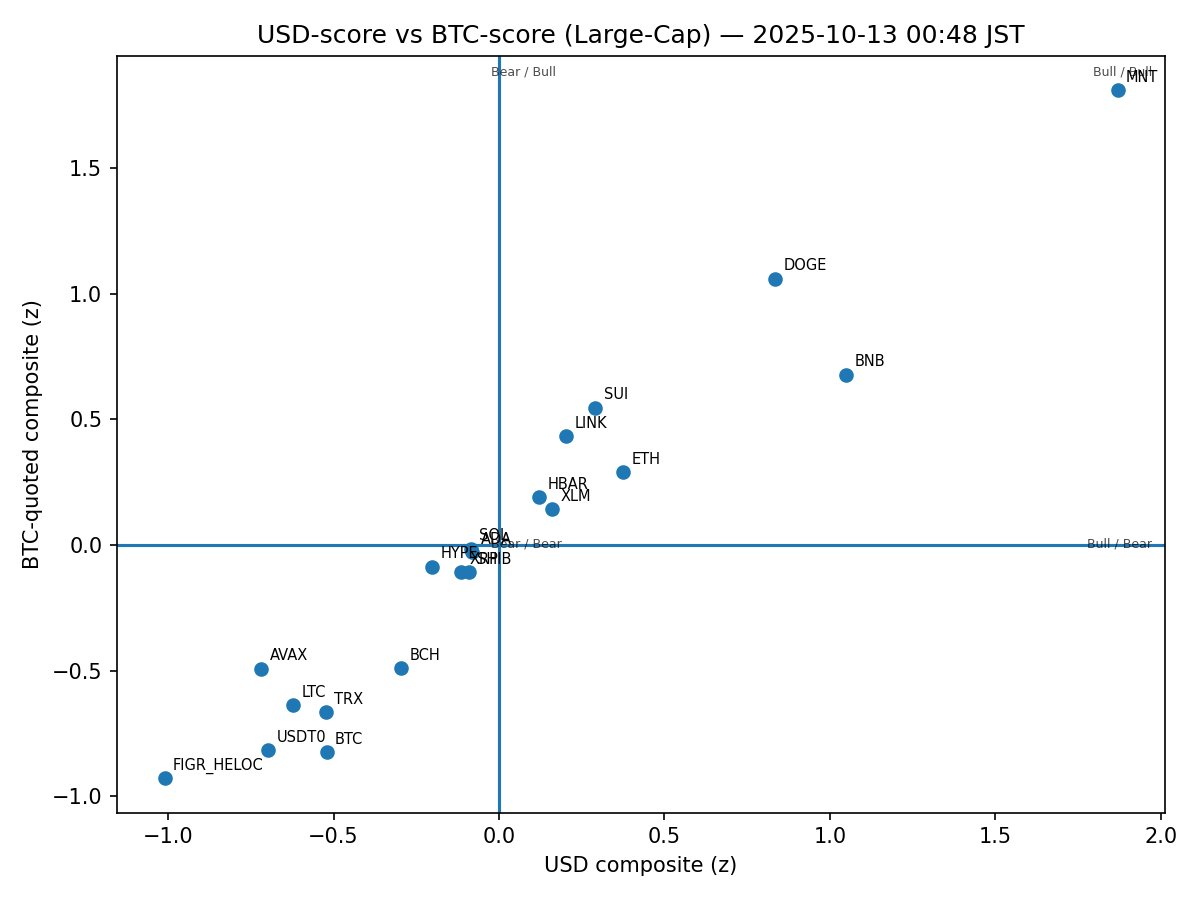 USD-score vs BTC-score (Large-Cap) — 2025-10-13 00:48 JST
Bear / Bull
Bull / Bull
MNT
1.5
DOGE
1.0
BNB
SUI
0.5
LINK
ETH
HBAR
XLM
SOL
ADA
0.0
Bear / Bear
Bull / Bear
HYPE
XRP
SHIB
AVAX
BCH
−0.5
LTC
TRX
USDT0
BTC
FIGR_HELOC
−1.0
−1.0
−0.5
0.0
0.5
1.0
1.5
2.0
USD composite (z)
BTC-quoted composite (z)